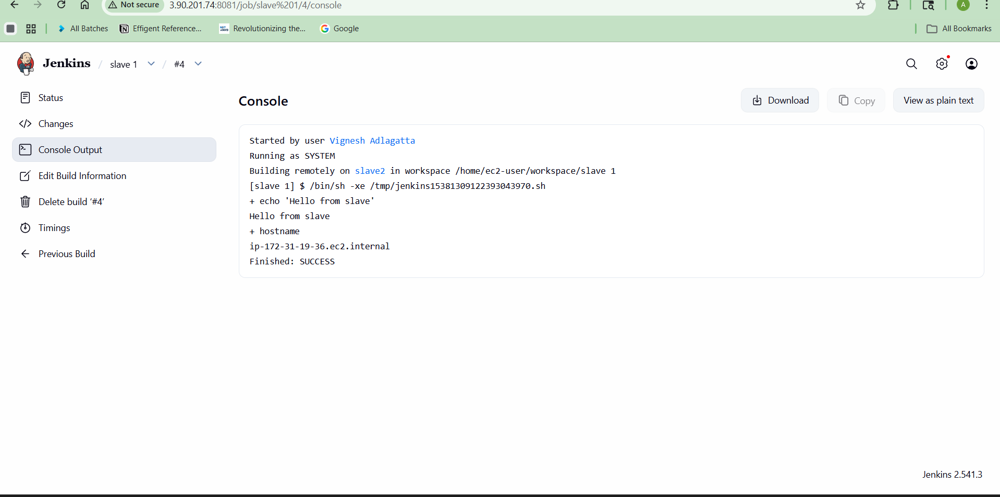 Not secure 3.90.201.74:8081/job/slave%201/4/console A
All Batches Effigent Reference... Revolutionizing the... Google All Bookmarks
Jenkins / slave 1 / #4
Status
Changes
Console Output
Edit Build Information
Delete build ‘#4’
Timings
Previous Build
Console
Download Copy View as plain text
Started by user Vignesh Adlagatta
Running as SYSTEM
Building remotely on slave2 in workspace /home/ec2-user/workspace/slave 1
[slave 1] $ /bin/sh -xe /tmp/jenkins15381309122393043970.sh
+ echo 'Hello from slave'
Hello from slave
+ hostname
ip-172-31-19-36.ec2.internal
Finished: SUCCESS
Jenkins 2.541.3